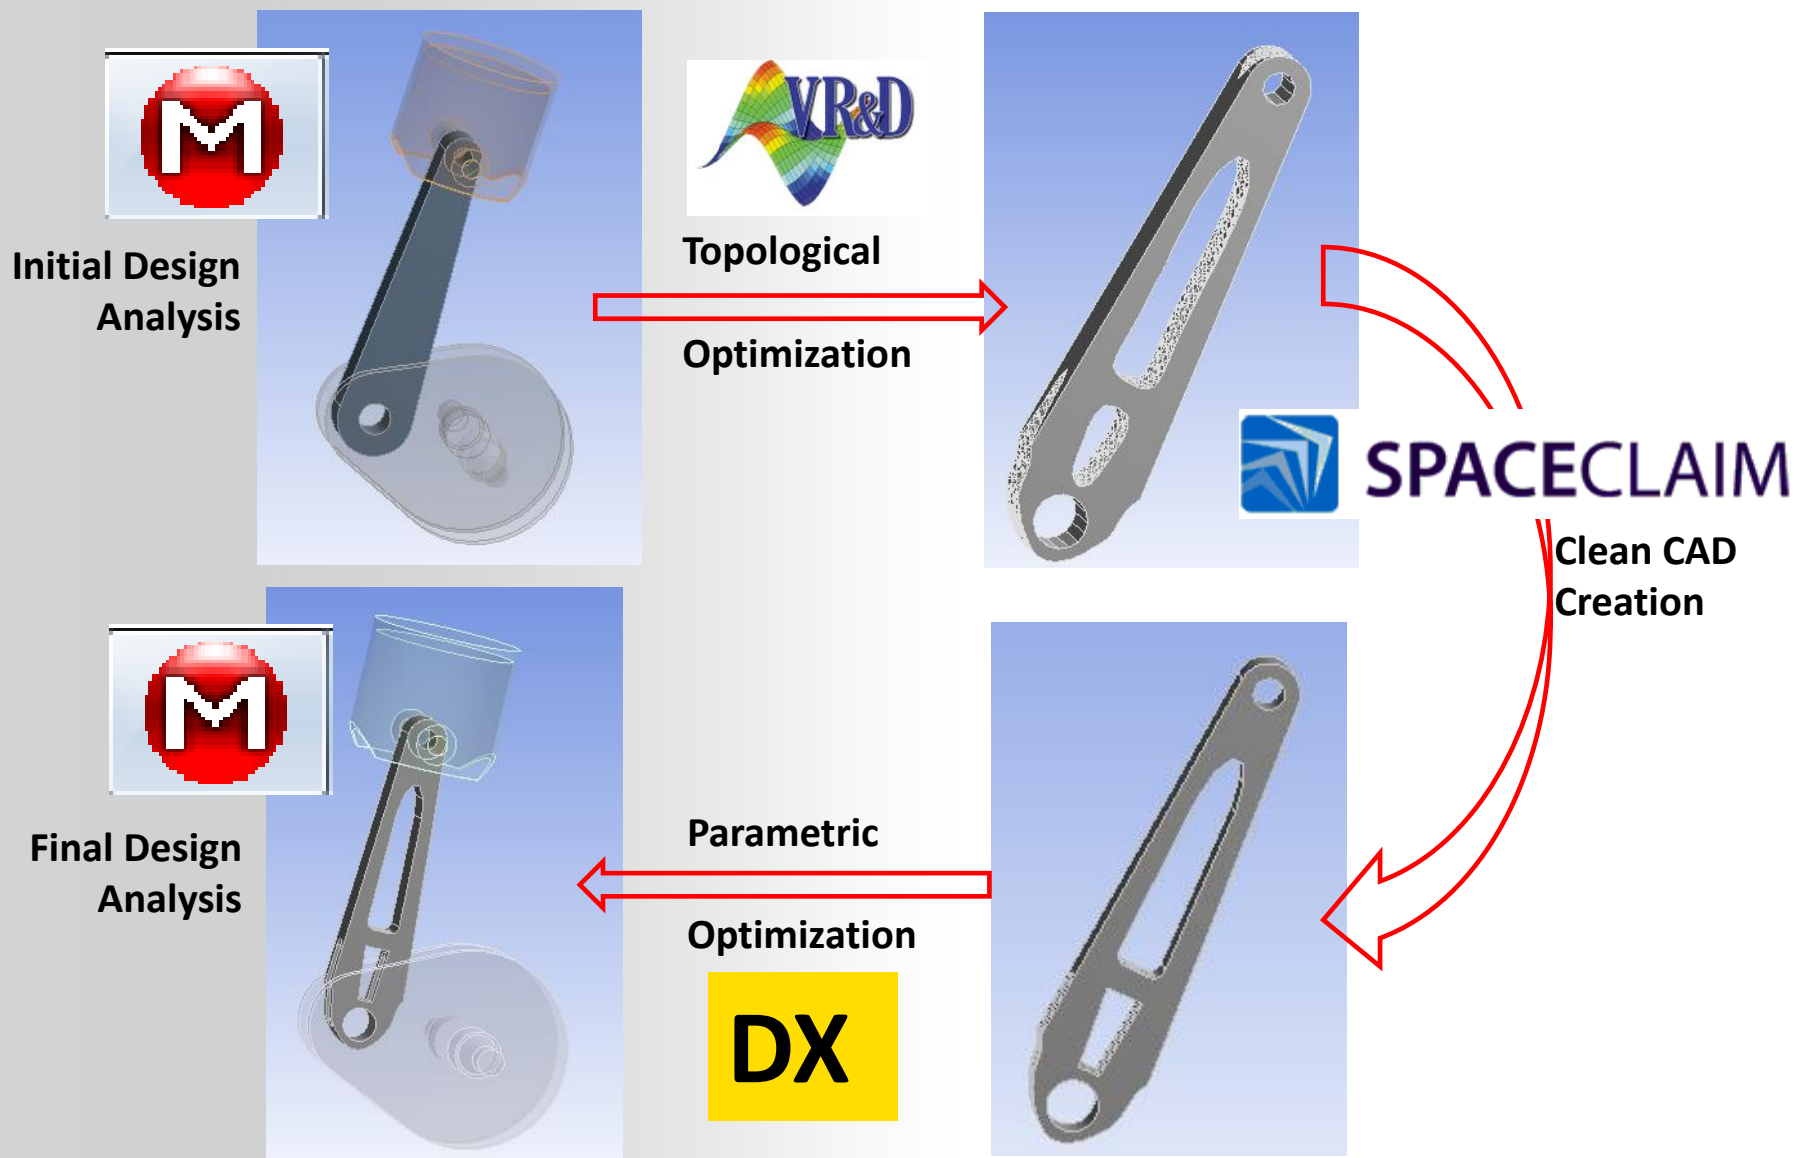 M
Initial Design
Analysis
VR&D
Topological
Optimization
SPACECLAIM
Clean CAD
Creation
M
Final Design
Analysis
Parametric
Optimization
DX